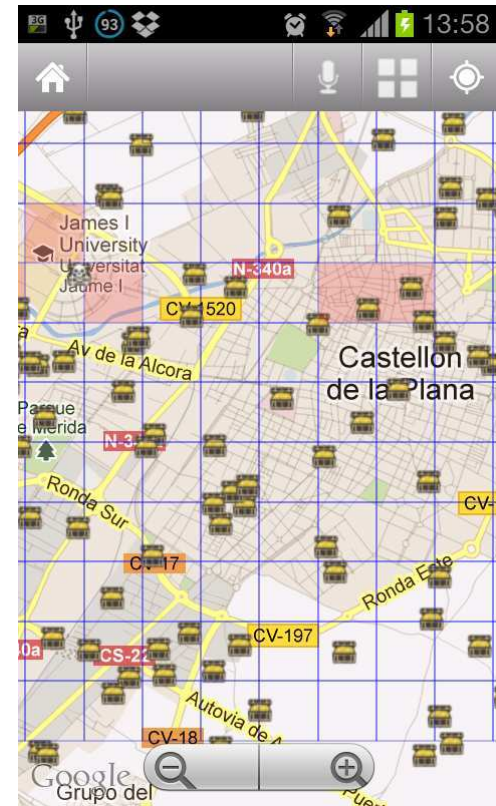 3G 93 13:58
James I
University
Universitat
Jaume I
N-340a
CV-1520
Av de la Alcora
Castellon
de la Plana
Parque
e Merida
Ronda Sur
CV-
CV-17
Ronda Este
0a
CS-22
CV-197
Autovia de A
CV-18
Google
Grupo del